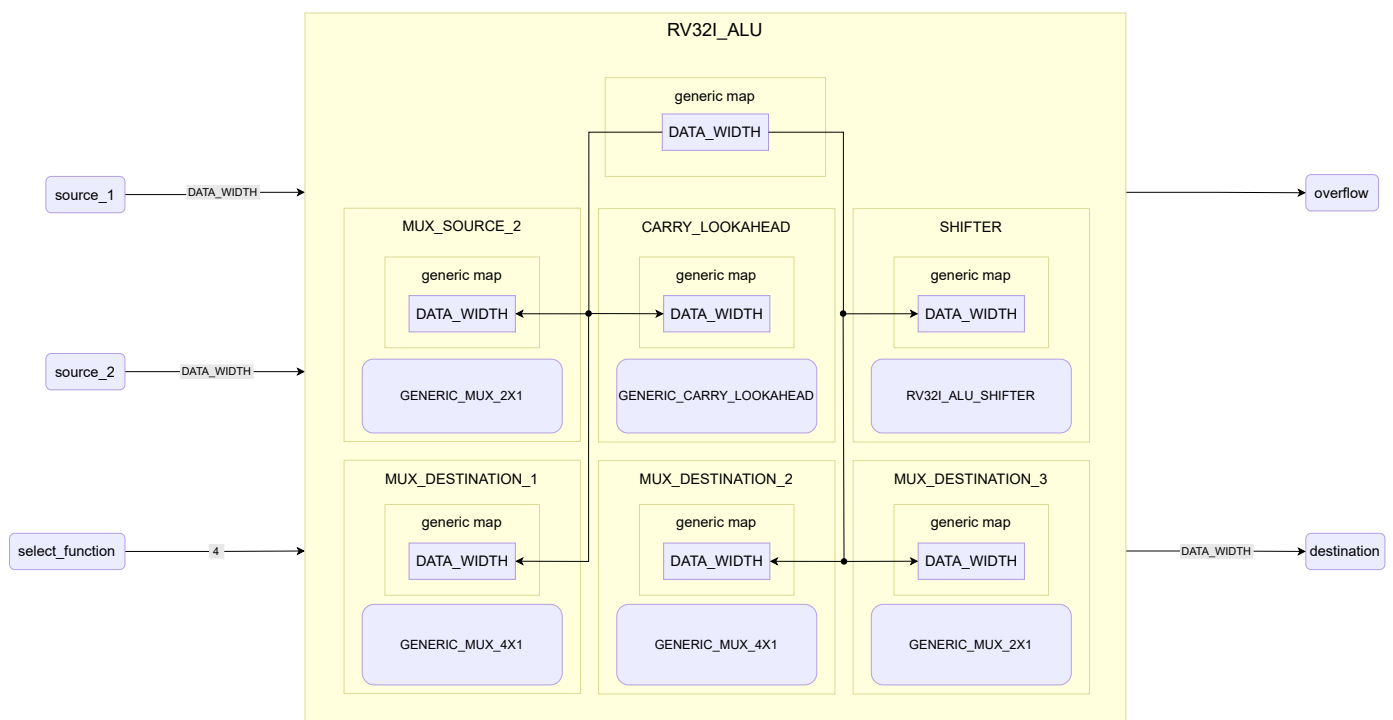 RV32I_ALU
generic map
DATA_WIDTH
source_1
DATA_WIDTH
overflow
MUX_SOURCE_2
generic map
DATA_WIDTH
GENERIC_MUX_2X1
CARRY_LOOKAHEAD
generic map
DATA_WIDTH
GENERIC_CARRY_LOOKAHEAD
SHIFTER
generic map
DATA_WIDTH
RV32I_ALU_SHIFTER
source_2
DATA_WIDTH
MUX_DESTINATION_1
generic map
DATA_WIDTH
GENERIC_MUX_4X1
MUX_DESTINATION_2
generic map
DATA_WIDTH
GENERIC_MUX_4X1
MUX_DESTINATION_3
generic map
DATA_WIDTH
GENERIC_MUX_2X1
select_function
4
DATA_WIDTH
destination